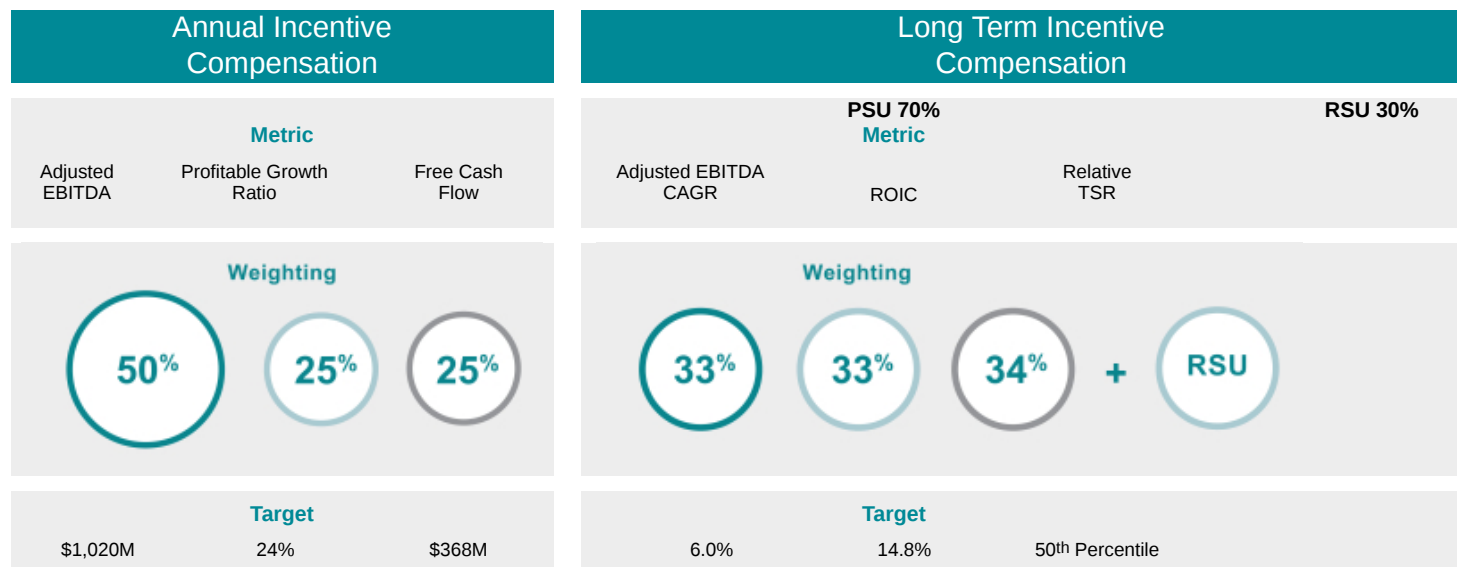 Annual Incentive
Compensation
Metric
Adjusted
EBITDA
Profitable Growth
Ratio
Free Cash
Flow
Weighting
50%
25%
25%
Target
$1,020M
24%
$368M
Long Term Incentive
Compensation
PSU 70%
RSU 30%
Metric
Adjusted EBITDA
CAGR
ROIC
Relative
TSR
Weighting
33%
33%
34%
+
RSU
Target
6.0%
14.8%
50th Percentile